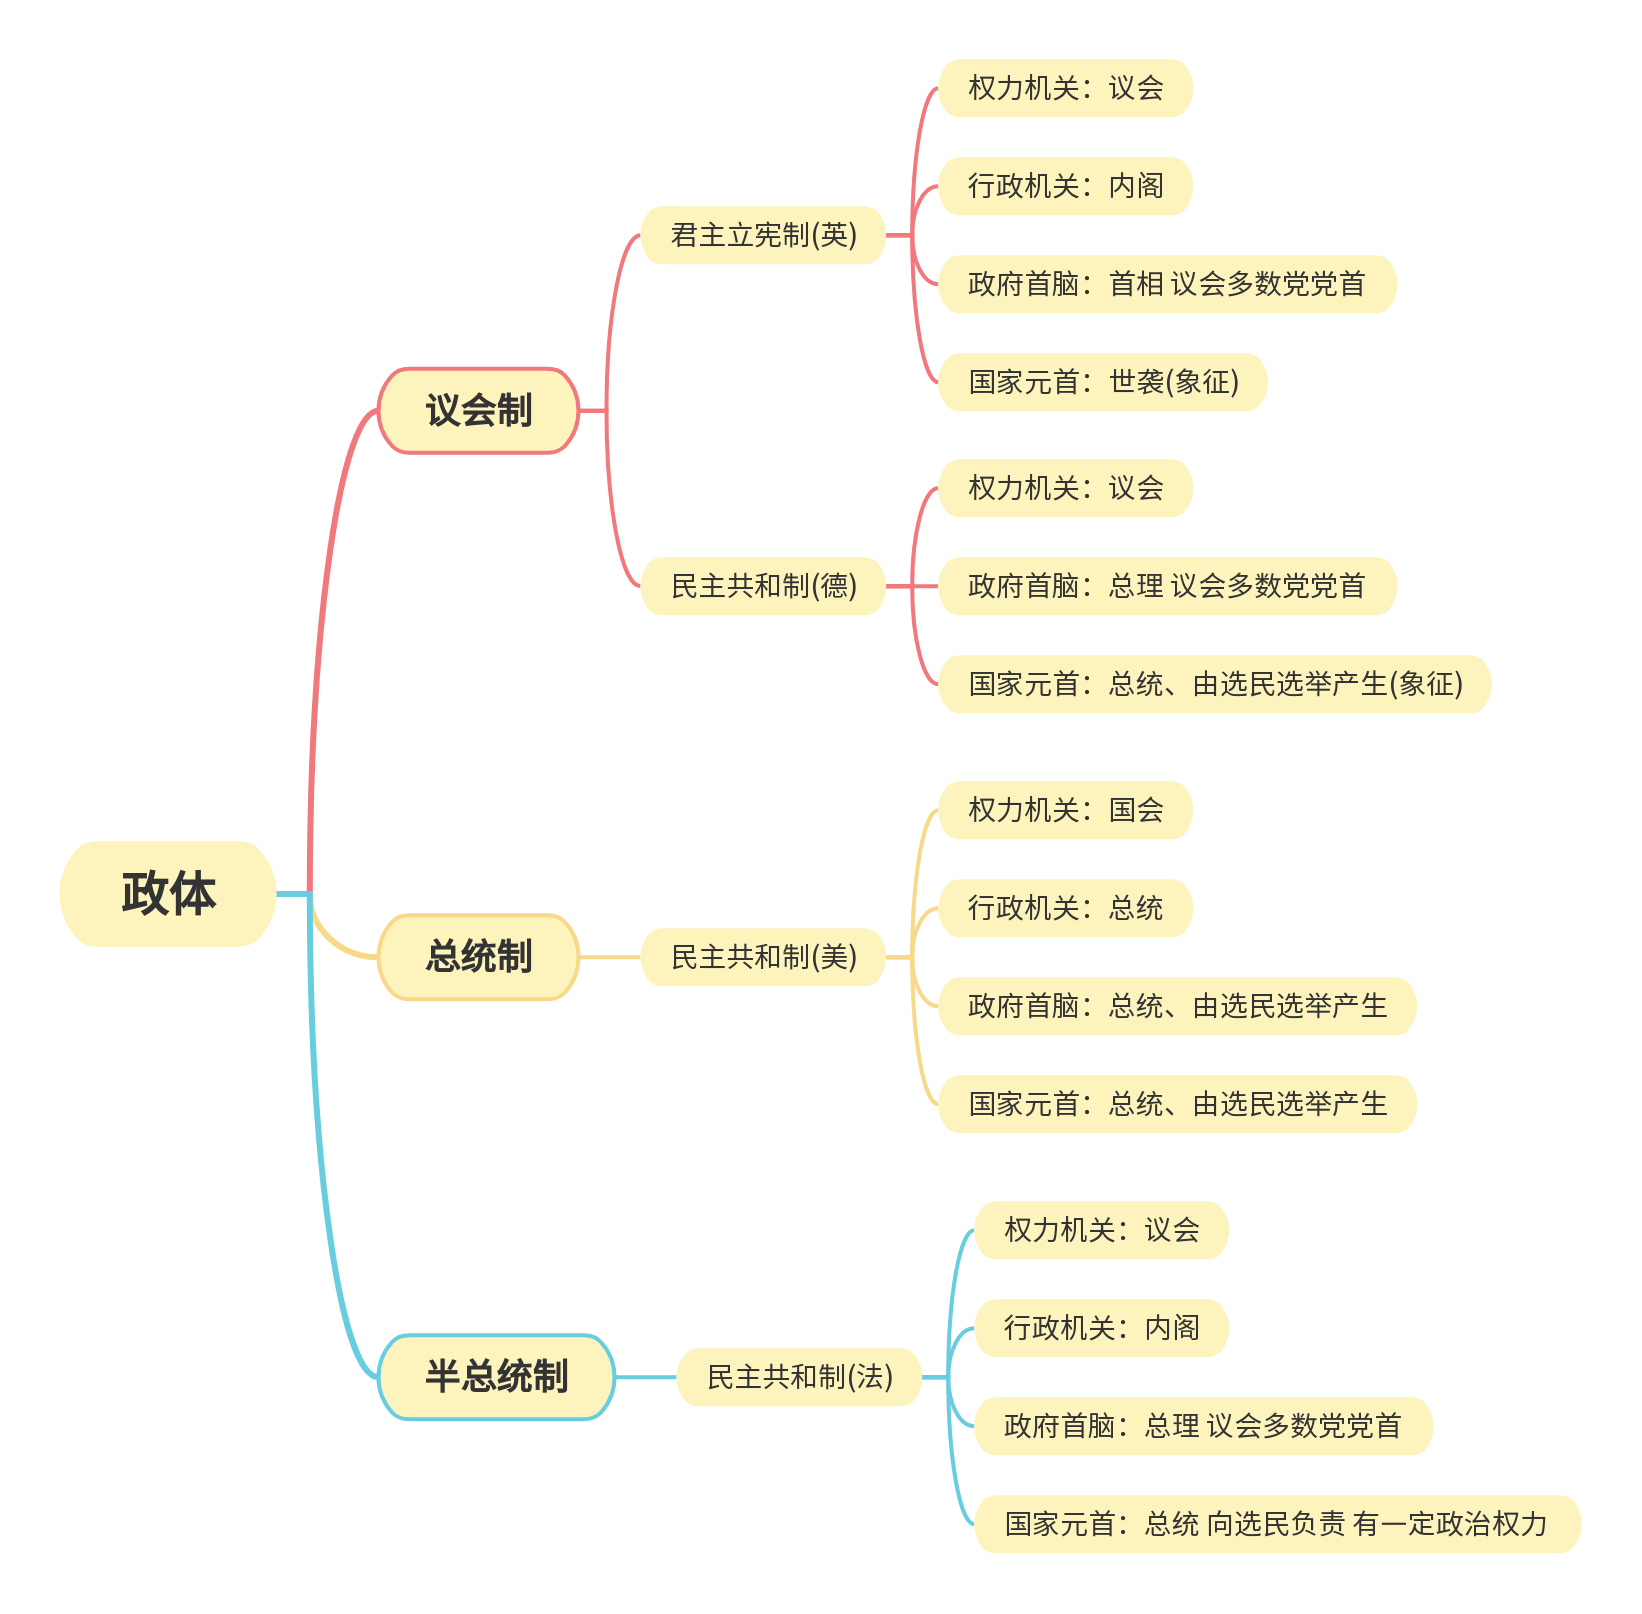 政体
议会制
君主立宪制(英)
权力机关：议会
行政机关：内阁
政府首脑：首相 议会多数党党首
国家元首：世袭(象征)
民主共和制(德)
权力机关：议会
政府首脑：总理 议会多数党党首
国家元首：总统、由选民选举产生(象征)
总统制
民主共和制(美)
权力机关：国会
行政机关：总统
政府首脑：总统、由选民选举产生
国家元首：总统、由选民选举产生
半总统制
民主共和制(法)
权力机关：议会
行政机关：内阁
政府首脑：总理 议会多数党党首
国家元首：总统 向选民负责 有一定政治权力